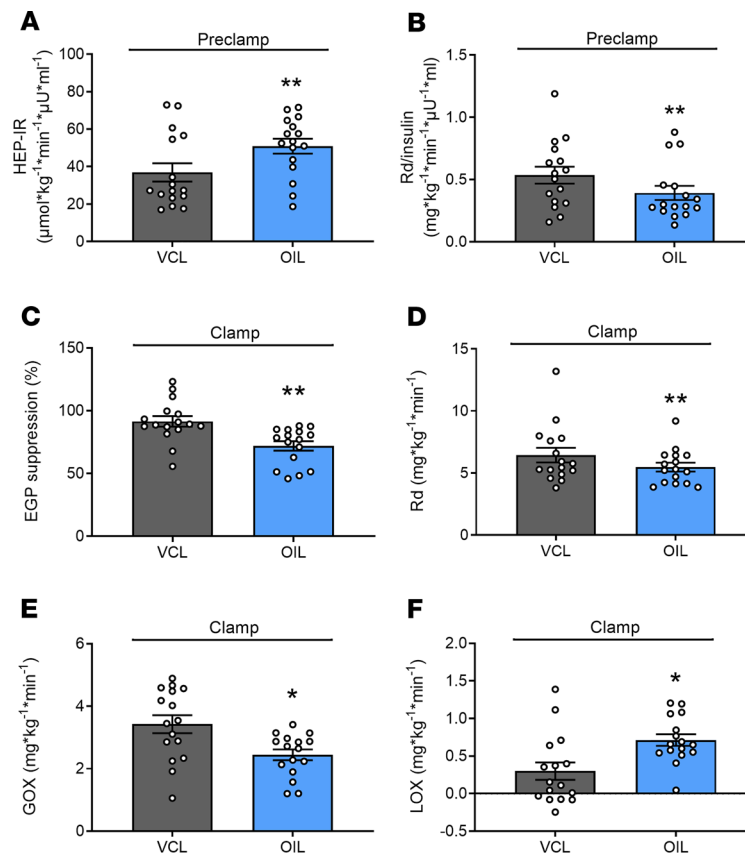 A
Preclamp
HEP-IR
(µmol*kg⁻¹*min⁻¹*µU*ml⁻¹)
100
80
60
40
20
0
**
VCL
OIL
B
Preclamp
Rd/insulin
(mg*kg⁻¹*min⁻¹*µU⁻¹*ml)
1.5
1.0
0.5
0.0
**
VCL
OIL
C
Clamp
EGP suppression (%)
150
100
50
0
**
VCL
OIL
D
Clamp
Rd (mg*kg⁻¹*min⁻¹)
15
10
5
0
**
VCL
OIL
E
Clamp
GOX (mg*kg⁻¹*min⁻¹)
6
4
2
0
*
VCL
OIL
F
Clamp
LOX (mg*kg⁻¹*min⁻¹)
2.0
1.5
1.0
0.5
0.0
-0.5
*
VCL
OIL